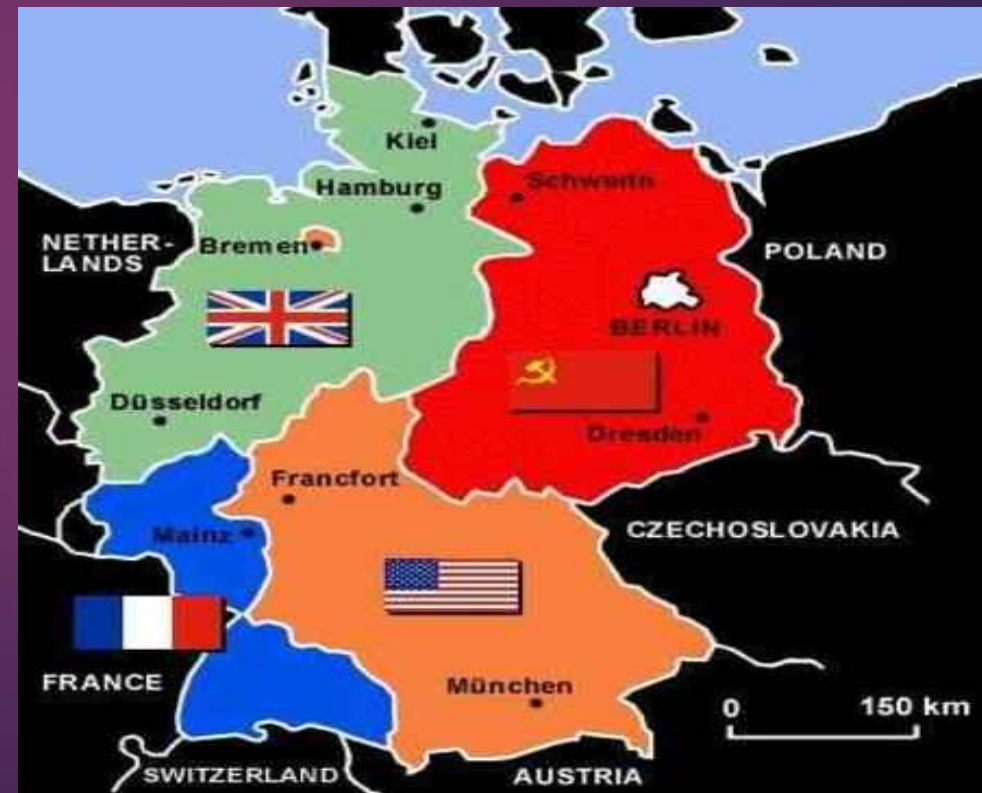 Kiel
Schwerin
Hamburg
NETHER-
LANDS
Bremen
POLAND
BERLIN
Düsseldorf
Dresden
Francfort
Mainz
CZECHOSLOVAKIA
FRANCE
München
0 150 km
SWITZERLAND
AUSTRIA